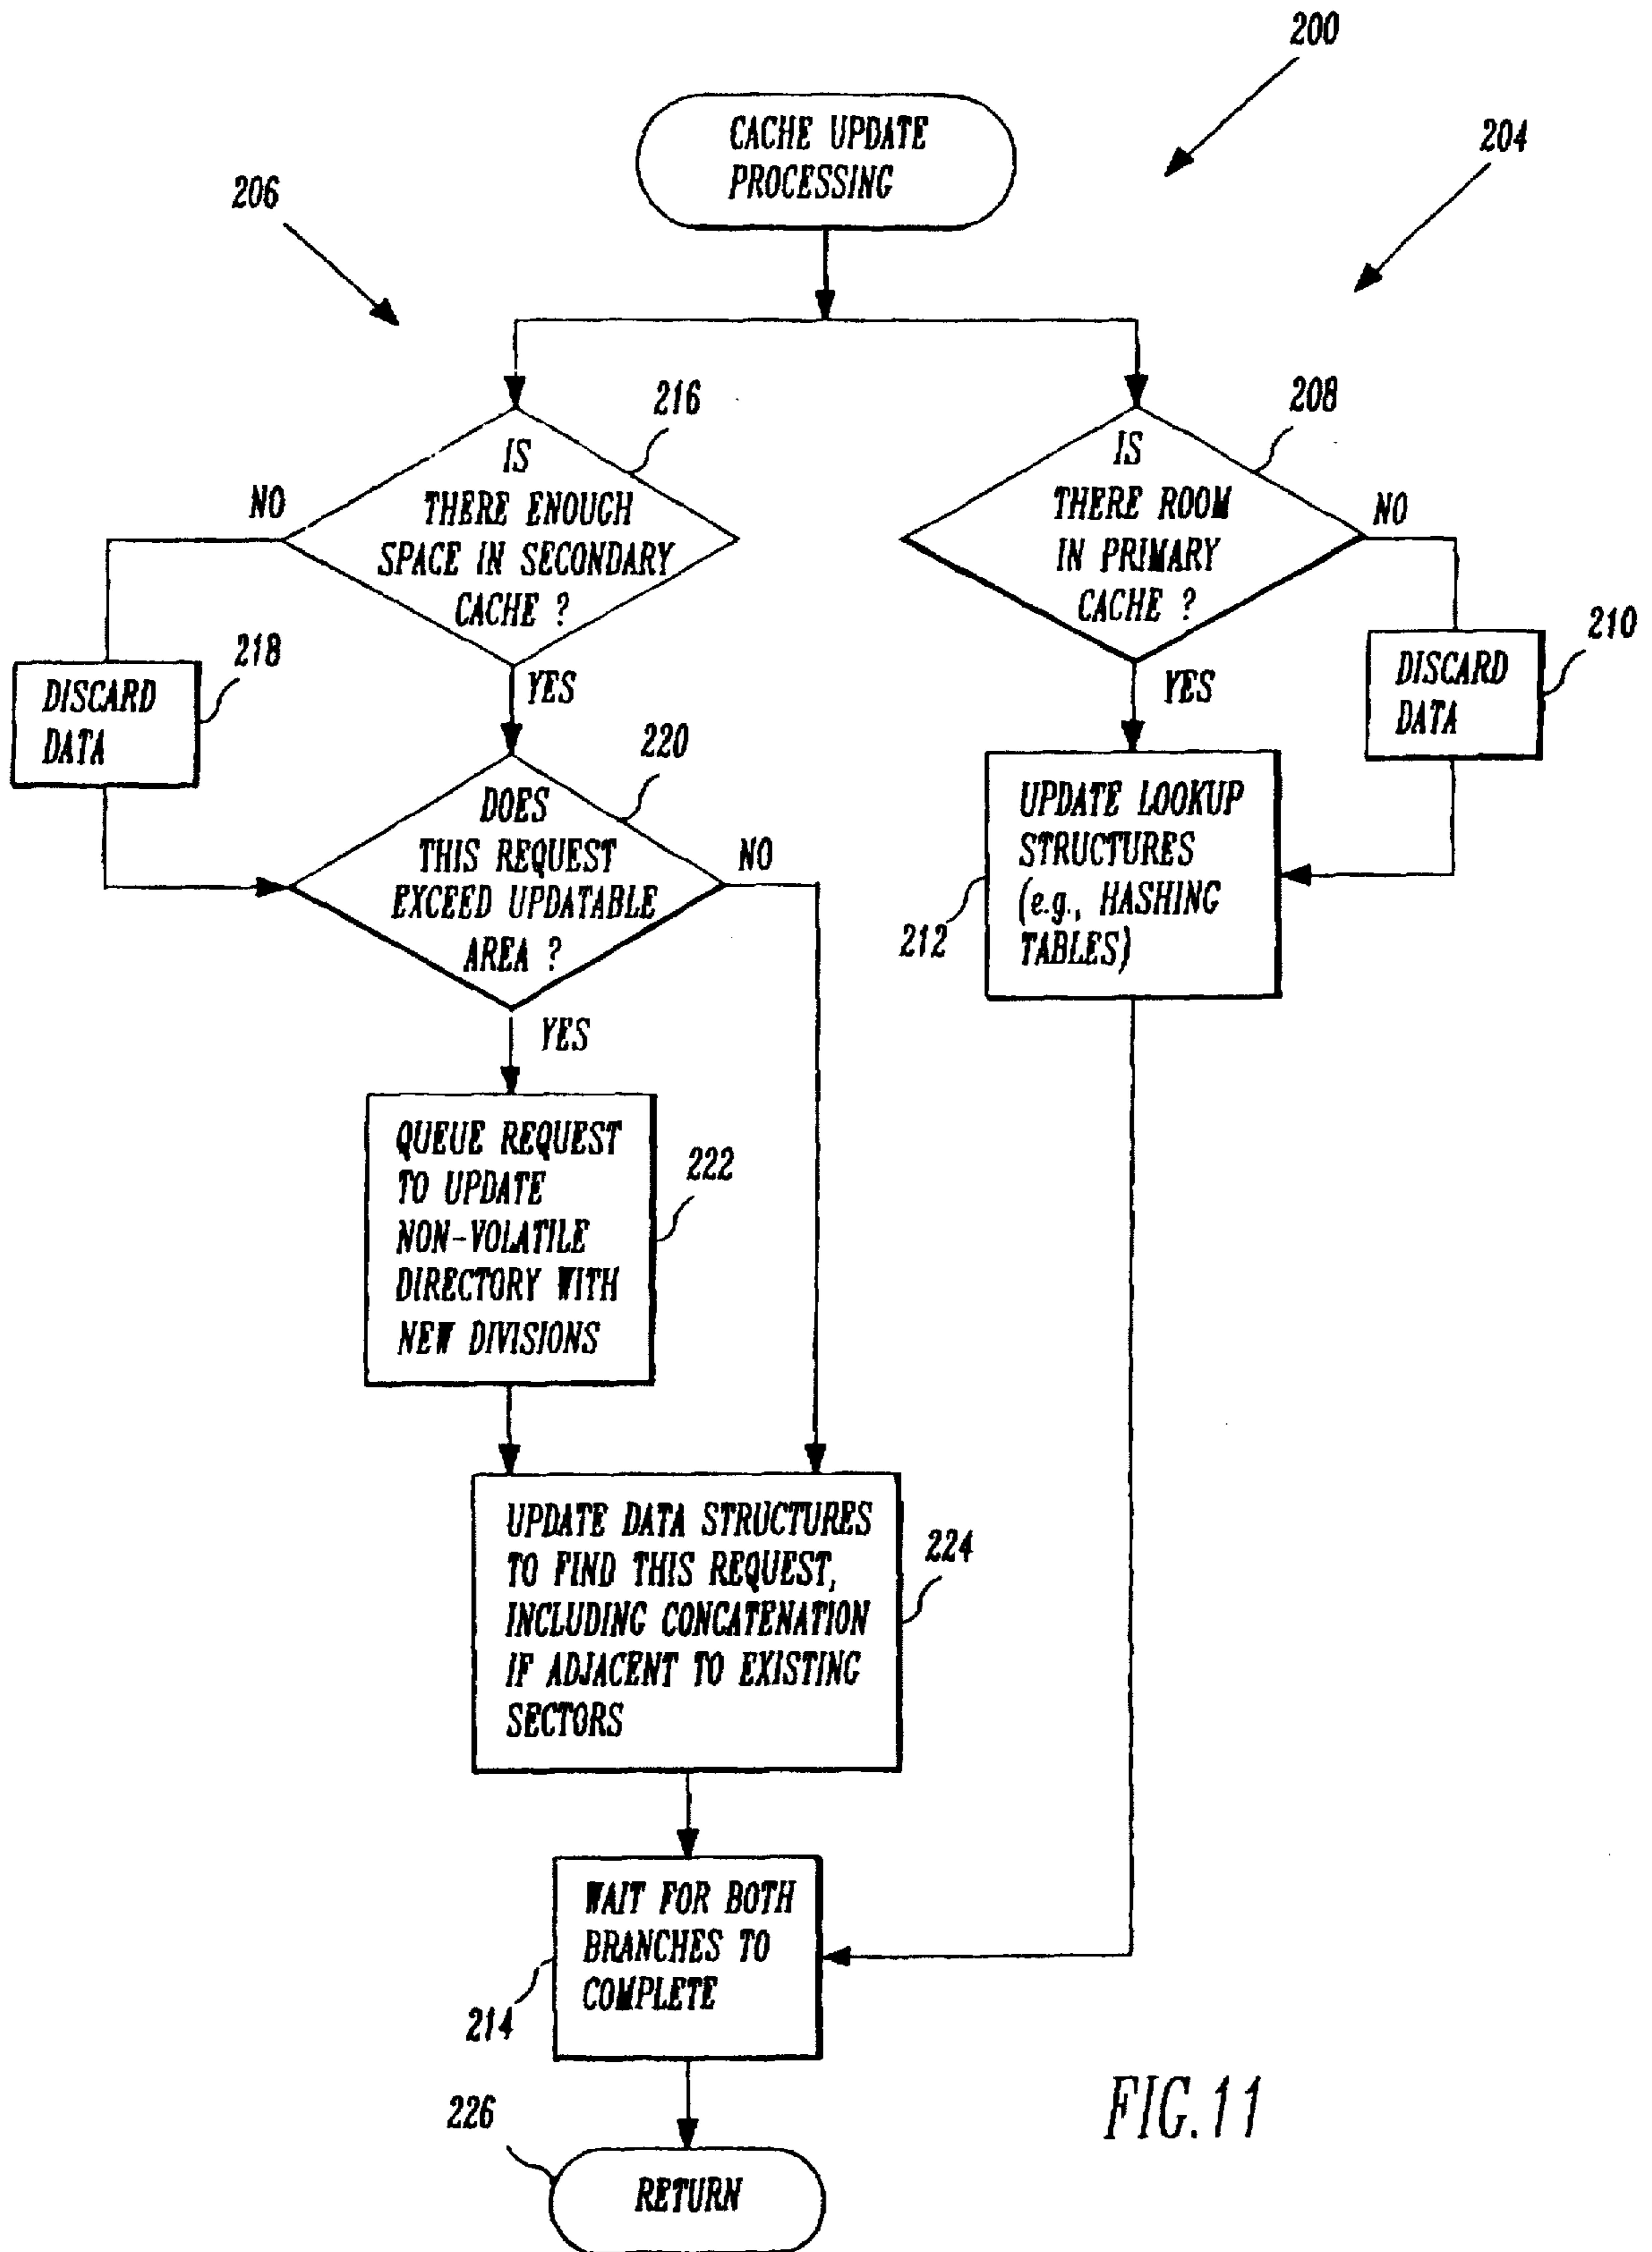 200
CACHE UPDATE
PROCESSING
204
206
216
IS
THERE ENOUGH
SPACE IN SECONDARY
CACHE ?
NO
YES
208
IS
THERE ROOM
IN PRIMARY
CACHE ?
NO
YES
218
DISCARD
DATA
210
DISCARD
DATA
220
DOES
THIS REQUEST
EXCEED UPDATABLE
AREA ?
NO
YES
UPDATE LOOKUP
STRUCTURES
(e.g., HASHING
TABLES)
212
QUEUE REQUEST
TO UPDATE
NON-VOLATILE
DIRECTORY WITH
NEW DIVISIONS
222
UPDATE DATA STRUCTURES
TO FIND THIS REQUEST,
INCLUDING CONCATENATION
IF ADJACENT TO EXISTING
SECTORS
224
WAIT FOR BOTH
BRANCHES TO
COMPLETE
214
226
RETURN
FIG.11